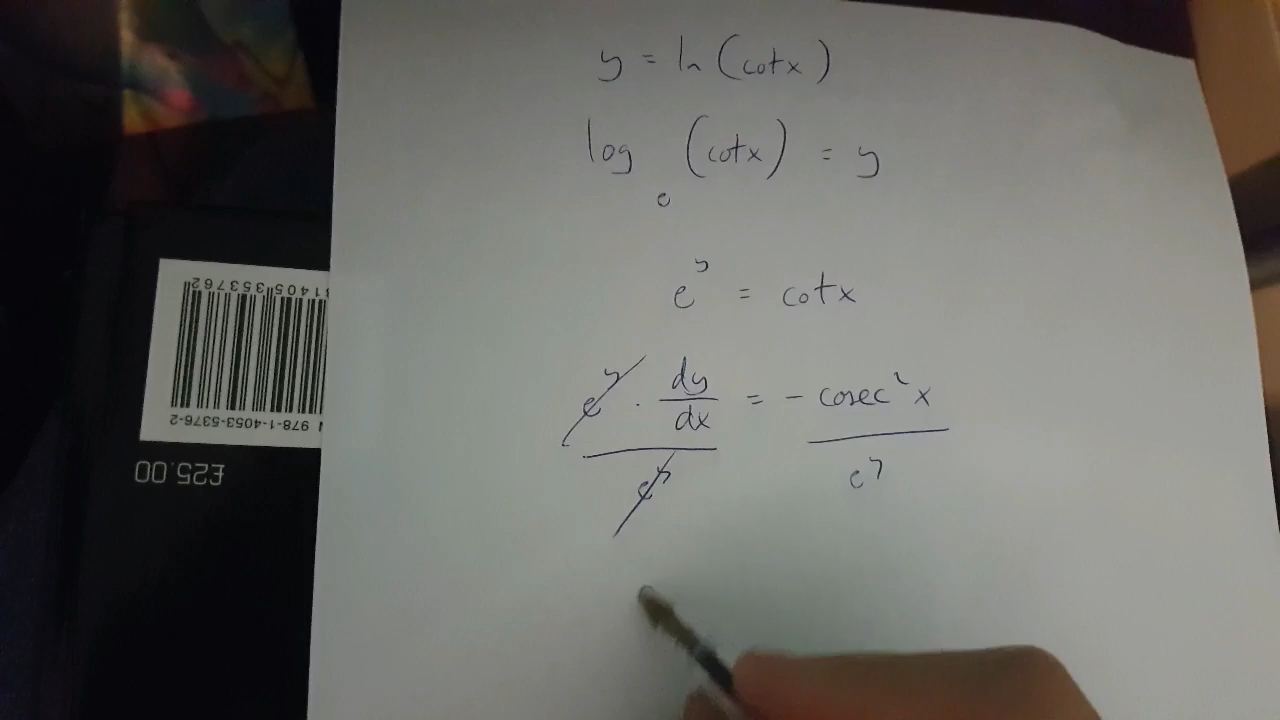 y = ln (cotx)
log e (cotx) = y
e^y = cotx
e^y . dy/dx = - cosec²x
e^y e^y
N 978-1-4053-5376-2
£25.00